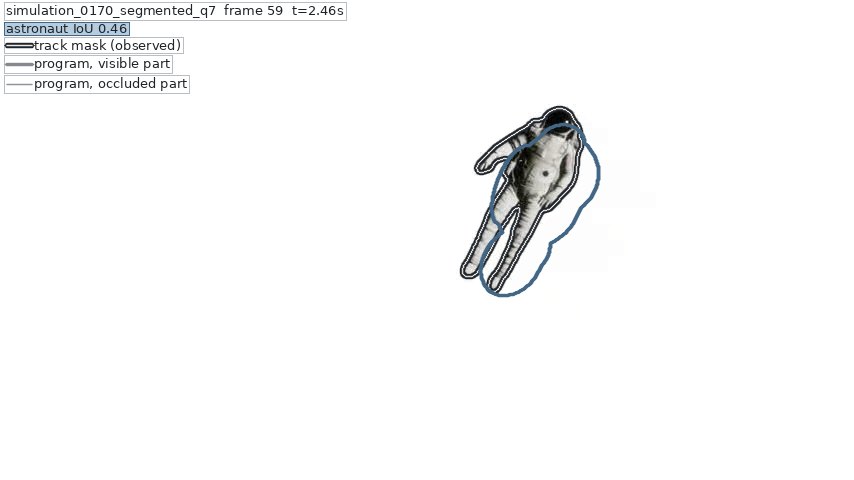 simulation_0170_segmented_q7 frame 59 t=2.46s
astronaut IoU 0.46
track mask (observed)
program, visible part
program, occluded part